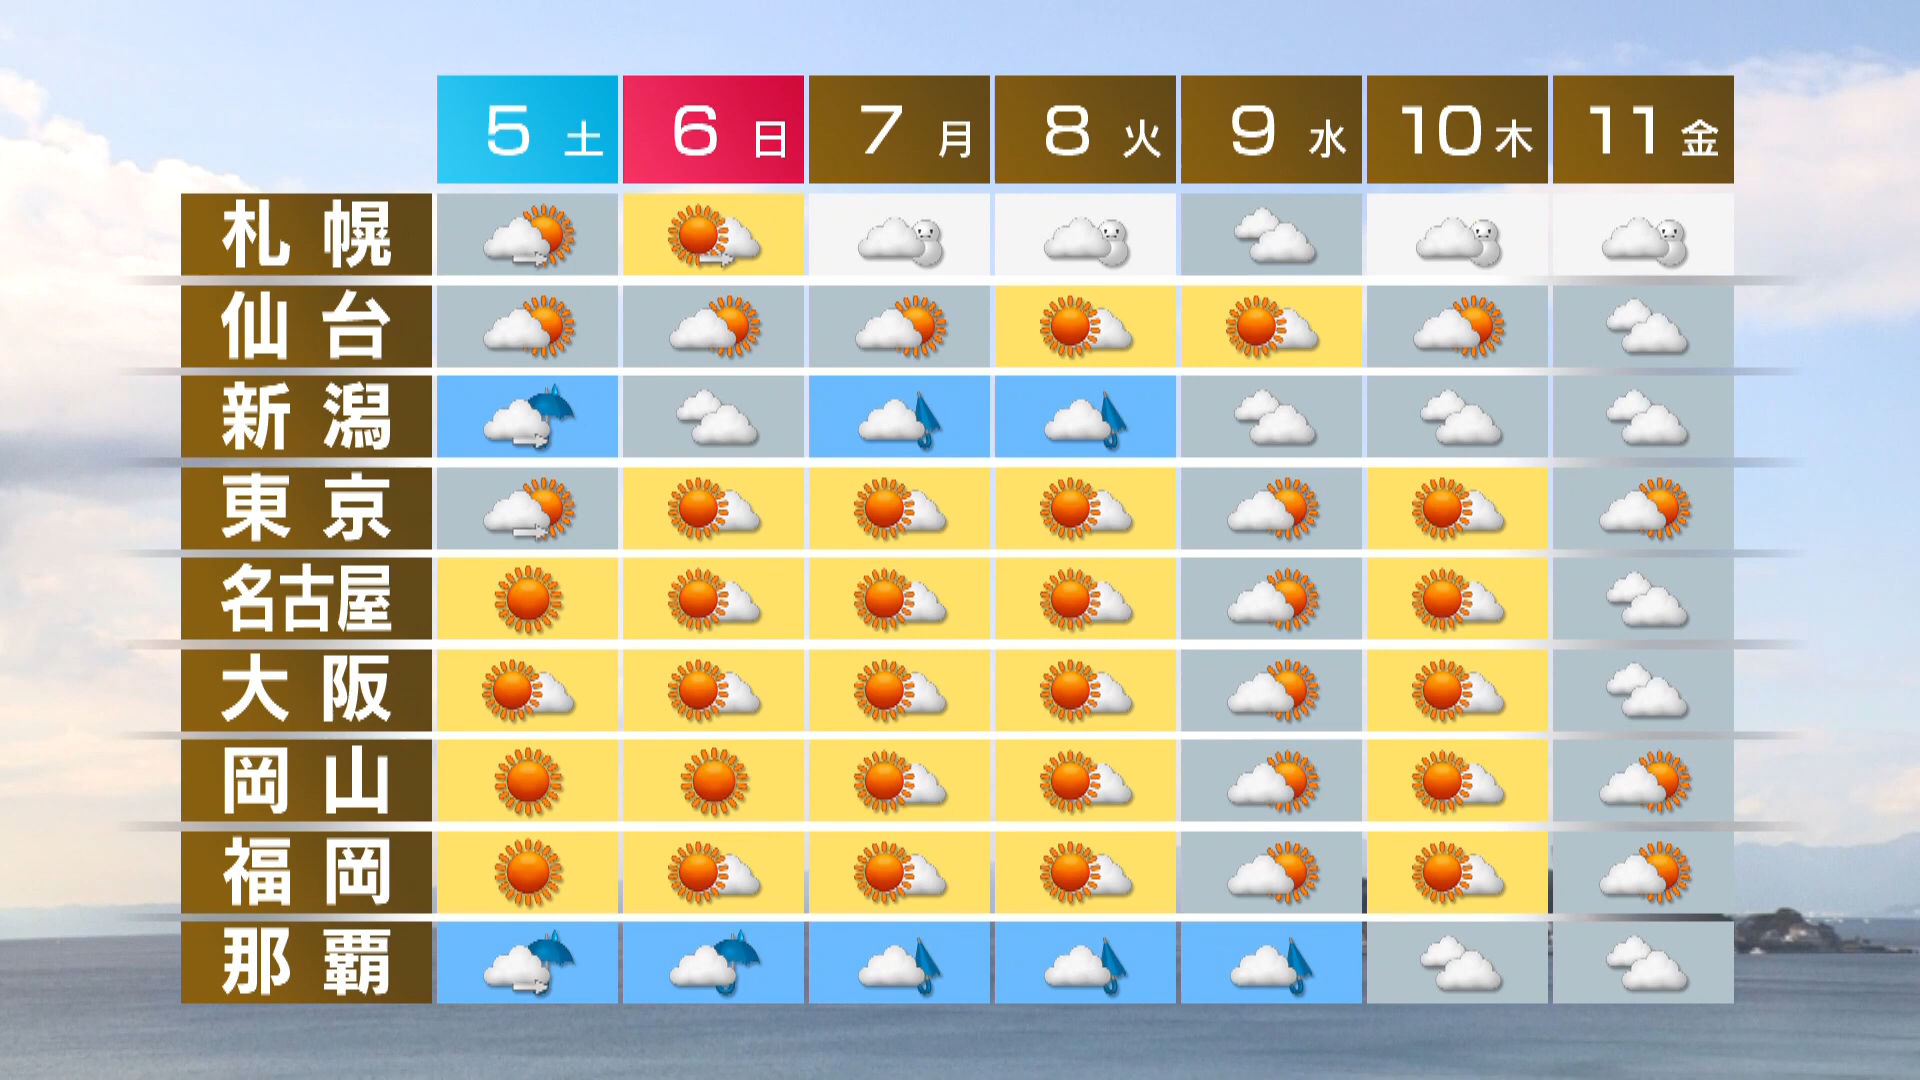 5 土 6 日 7 月 8 火 9 水 10 木 11 金
札幌
仙台
新潟
東京
名古屋
大阪
岡山
福岡
那覇